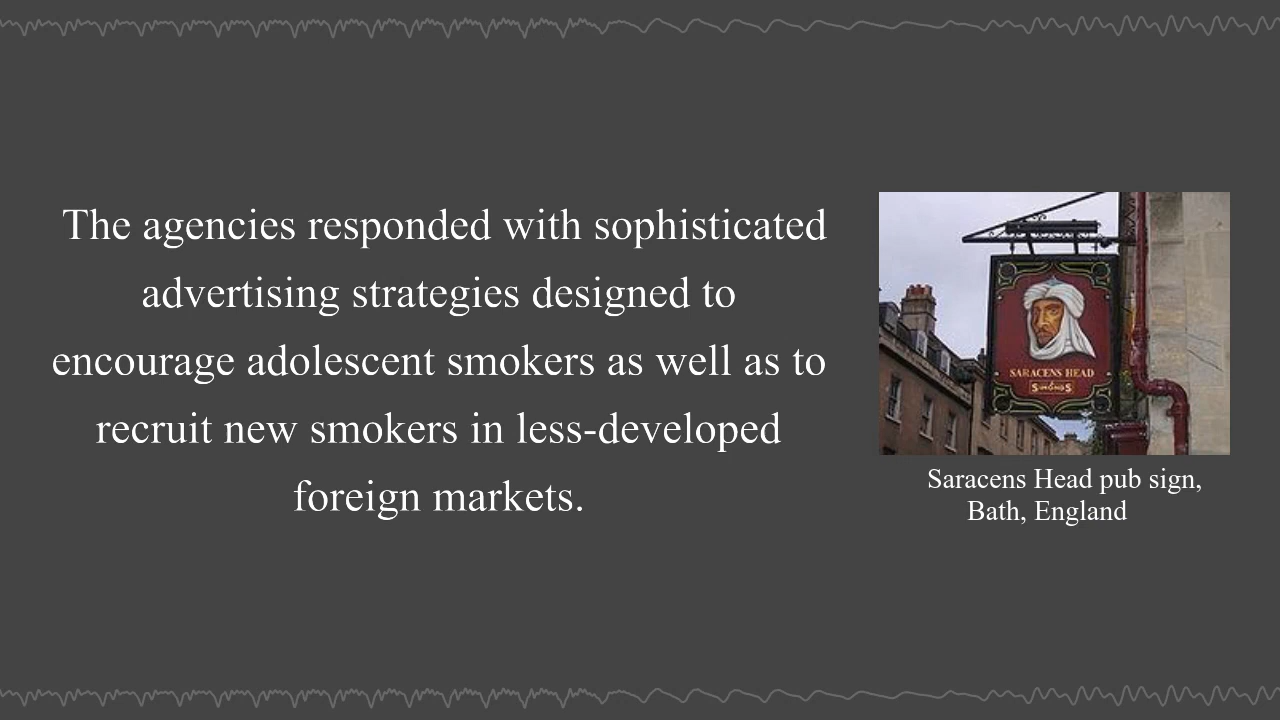 The agencies responded with sophisticated
advertising strategies designed to
encourage adolescent smokers as well as to
recruit new smokers in less-developed
foreign markets.
SARACENS HEAD
Saracens Head pub sign,
Bath, England